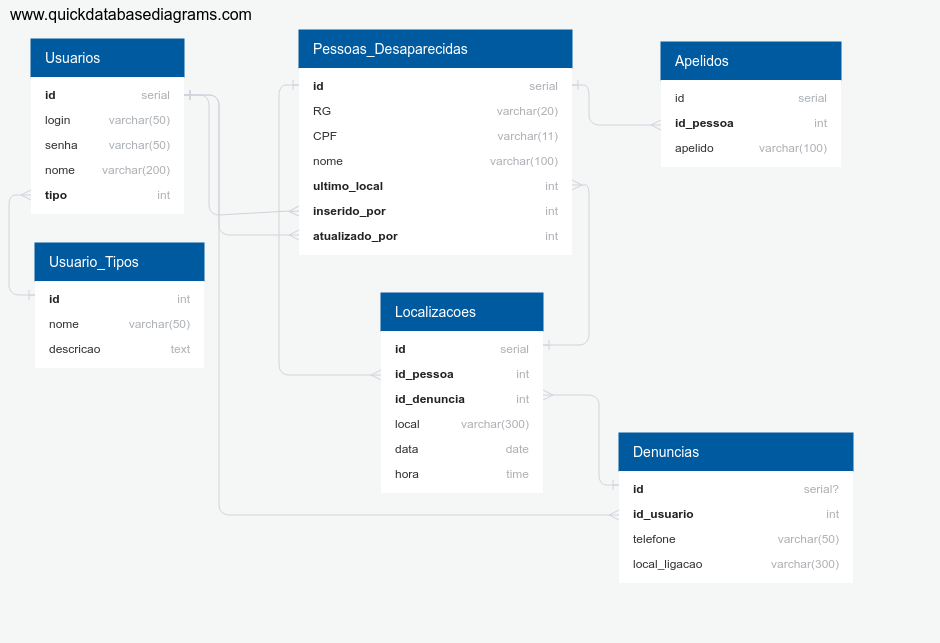 www.quickdatabasediagrams.com
Usuarios
id serial
login varchar(50)
senha varchar(50)
nome varchar(200)
tipo int
Usuario_Tipos
id int
nome varchar(50)
descricao text
Pessoas_Desaparecidas
id serial
RG varchar(20)
CPF varchar(11)
nome varchar(100)
ultimo_local int
inserido_por int
atualizado_por int
Apelidos
id serial
id_pessoa int
apelido varchar(100)
Localizacoes
id serial
id_pessoa int
id_denuncia int
local varchar(300)
data date
hora time
Denuncias
id serial?
id_usuario int
telefone varchar(50)
local_ligacao varchar(300)